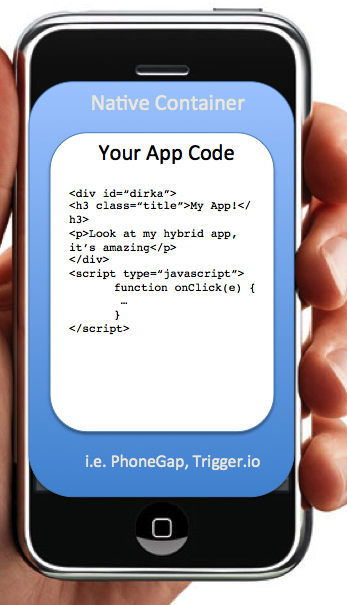 Native Container
Your App Code
<div id=“dirka”>
<h3 class=“title”>My App!</
h3>
<p>Look at my hybrid app,
it’s amazing</p>
</div>
<script type=“javascript”>
function onClick(e) {
…
}
</script>
i.e. PhoneGap, Trigger.io